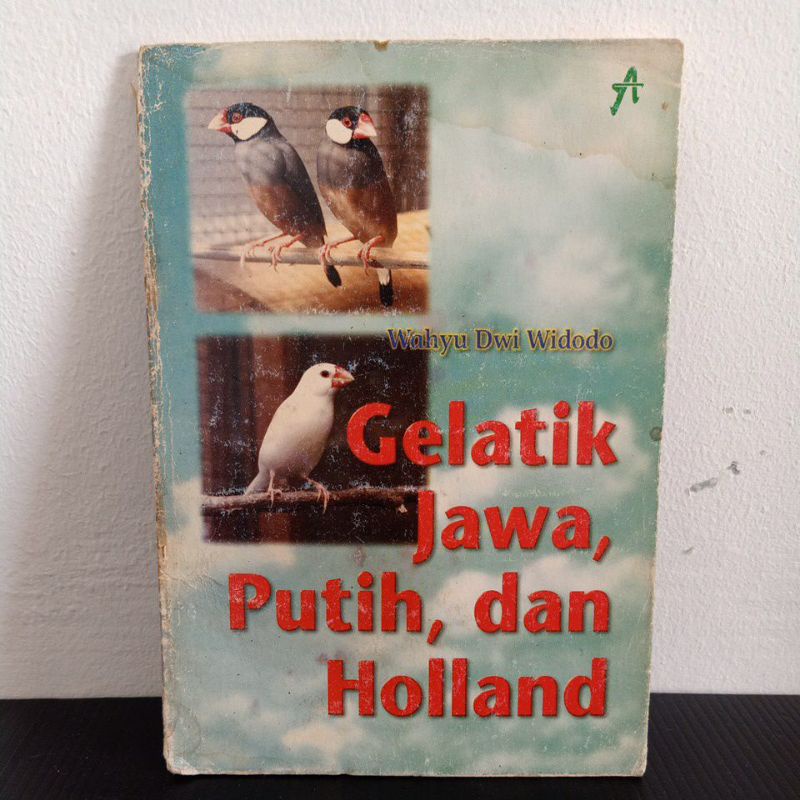 Wahyu Dwi Widodo
Gelatik
Jawa,
Putih, dan
Holland